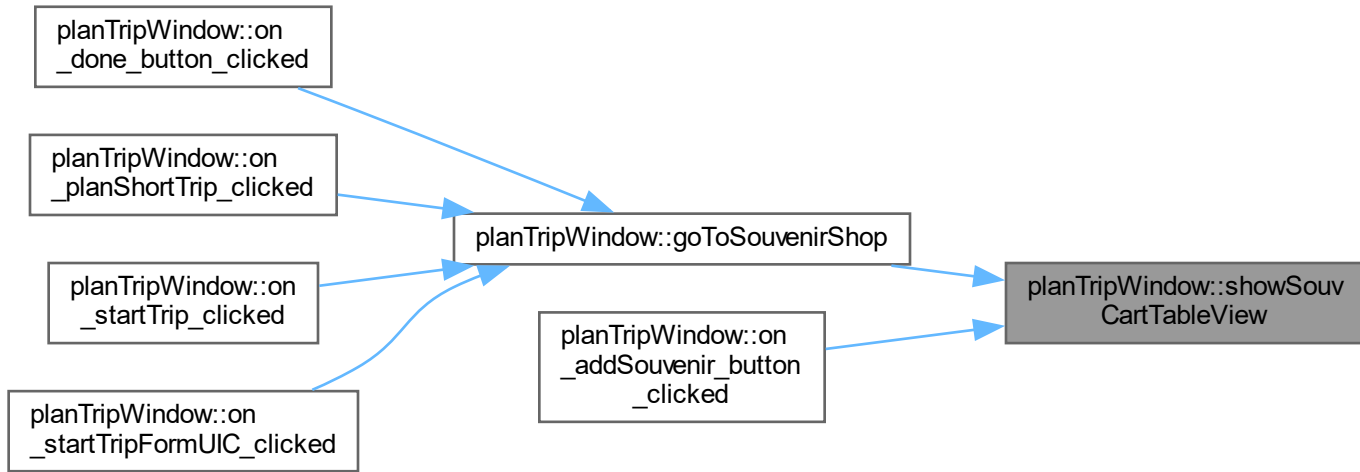 planTripWindow::on
_done_button_clicked
planTripWindow::on
_planShortTrip_clicked
planTripWindow::goToSouvenirShop
planTripWindow::on
_startTrip_clicked
planTripWindow::showSouv
CartTableView
planTripWindow::on
_addSouvenir_button
_clicked
planTripWindow::on
_startTripFormUIC_clicked